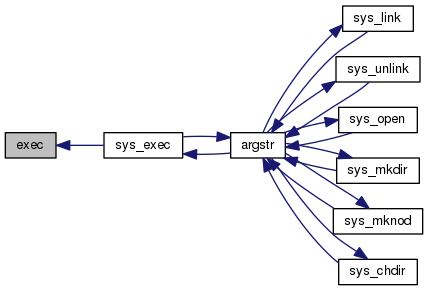 sys_link
sys_unlink
sys_open
exec
sys_exec
argstr
sys_mkdir
sys_mknod
sys_chdir